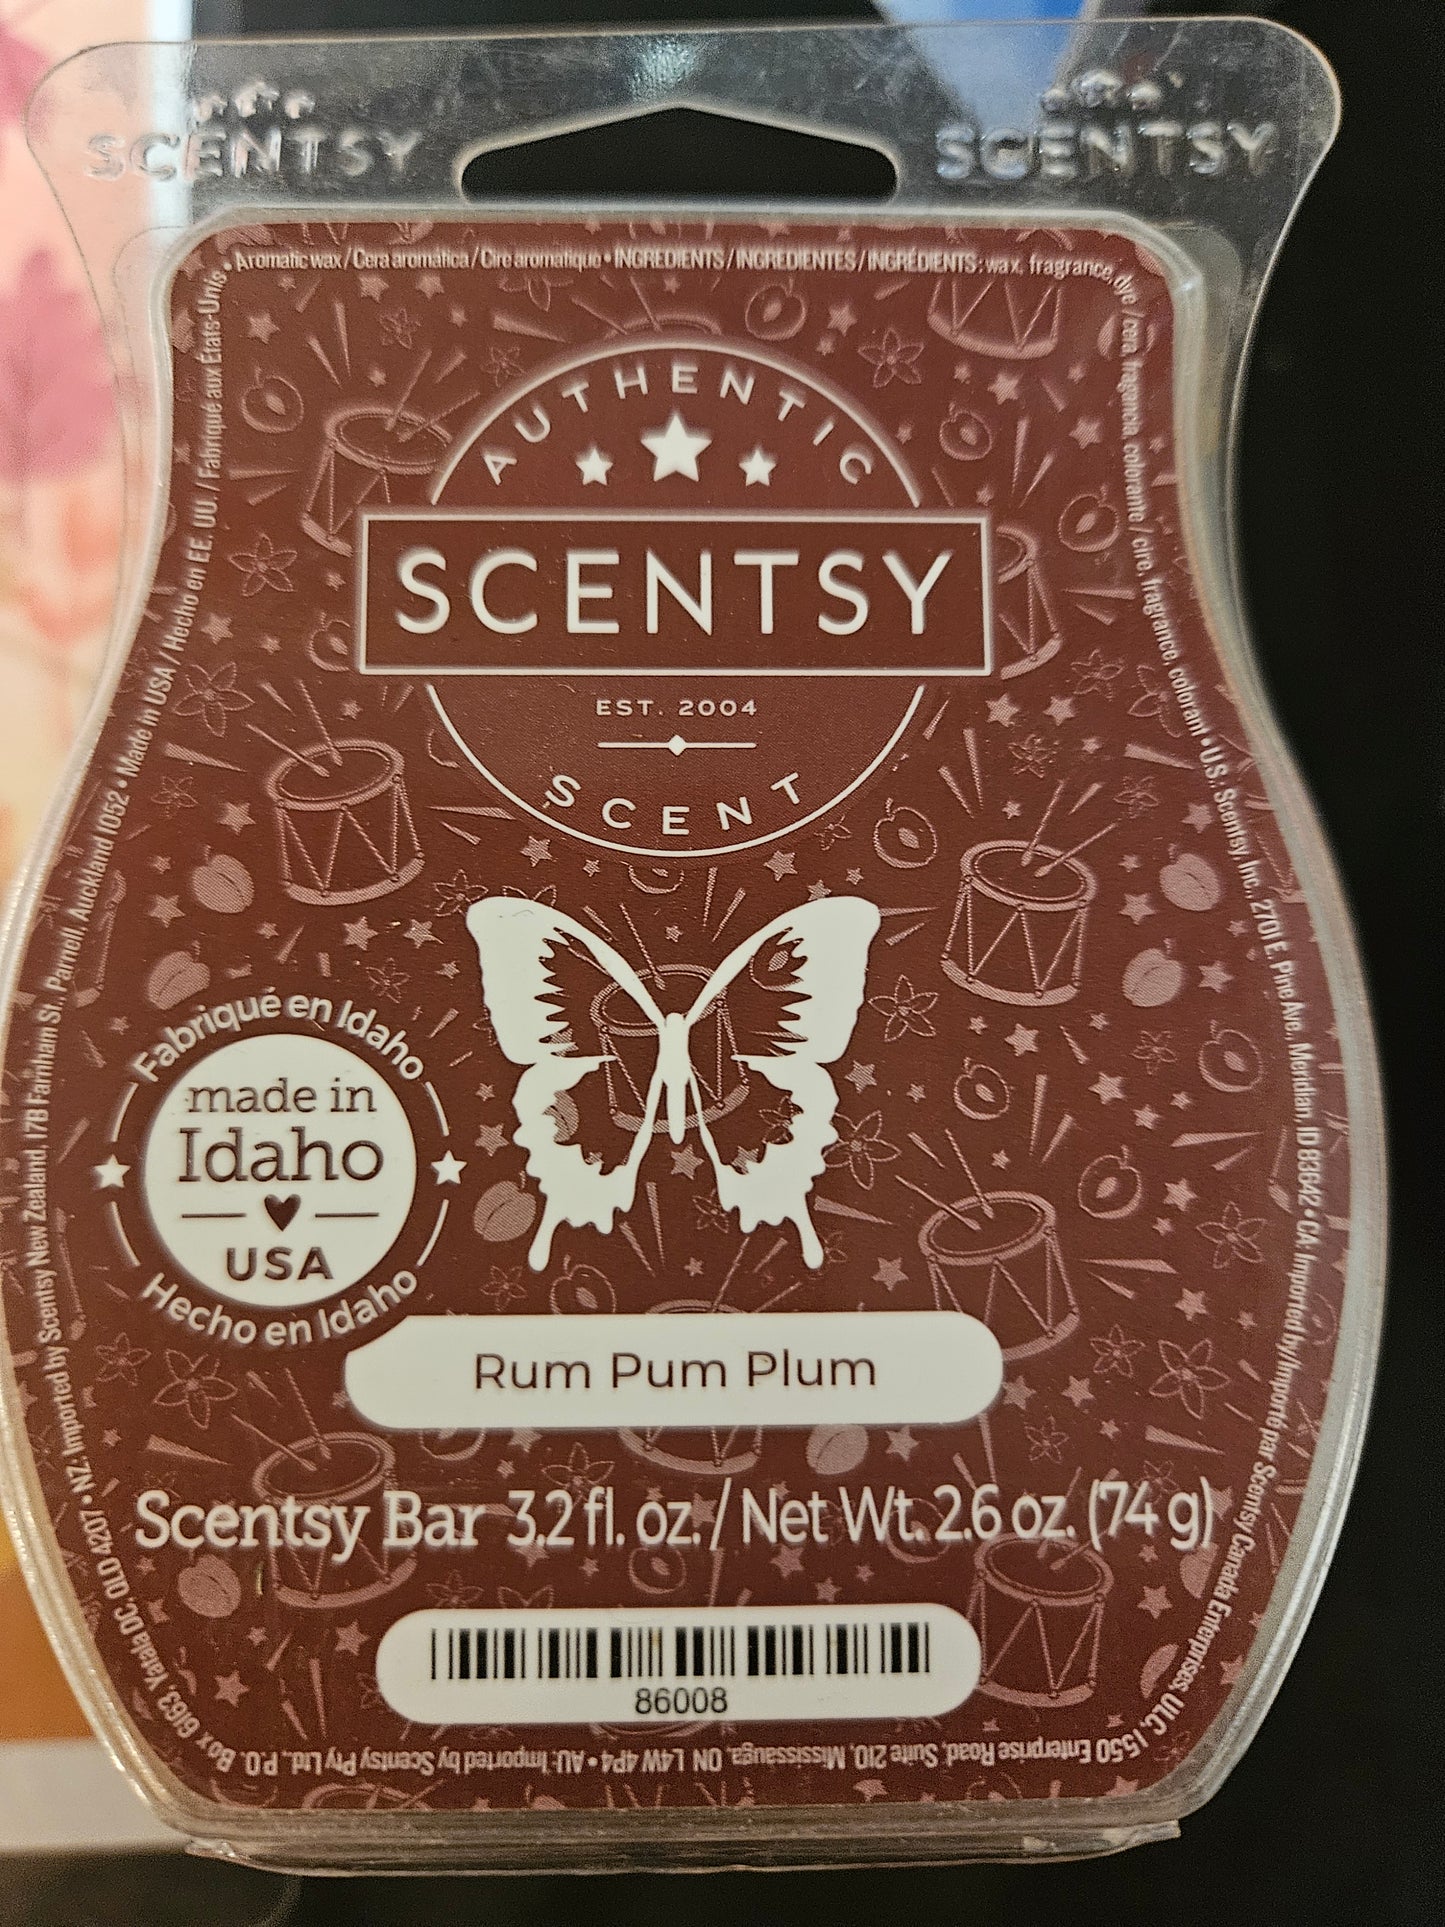 SCENTSY
SCENTSY
• Aromatic wax / Cera aromática / Cire aromatique • INGREDIENTS / INGREDIENTES / INGRÉDIENTS : wax, fragrance, dye / cera, fragancia, colorante / cire, fragrance, colorant • U.S. Scentsy, Inc., 2701 E. Pine Ave, Meridian, ID 83642 • CA: Imported by/Importé par Scentsy Canada Enterprises, ULC, 1550 Enterprise Road, Suite 210, Mississauga, ON L4W 4P4 • AU: Imported by Scentsy Pty Ltd., P.O. Box 6163, Yatala DC, QLD 4207 • NZ: Imported by Scentsy New Zealand, 17B Farnham St., Parnell, Auckland 1052 • Made in USA / Hecho en EE. UU. / Fabriqué aux États-Unis
AUTHENTIC
SCENTSY
EST. 2004
SCENT
Fabriqué en Idaho
made in
Idaho
USA
Hecho en Idaho
Rum Pum Plum
Scentsy Bar 3.2 fl. oz. / Net Wt. 2.6 oz. (74 g)
86008